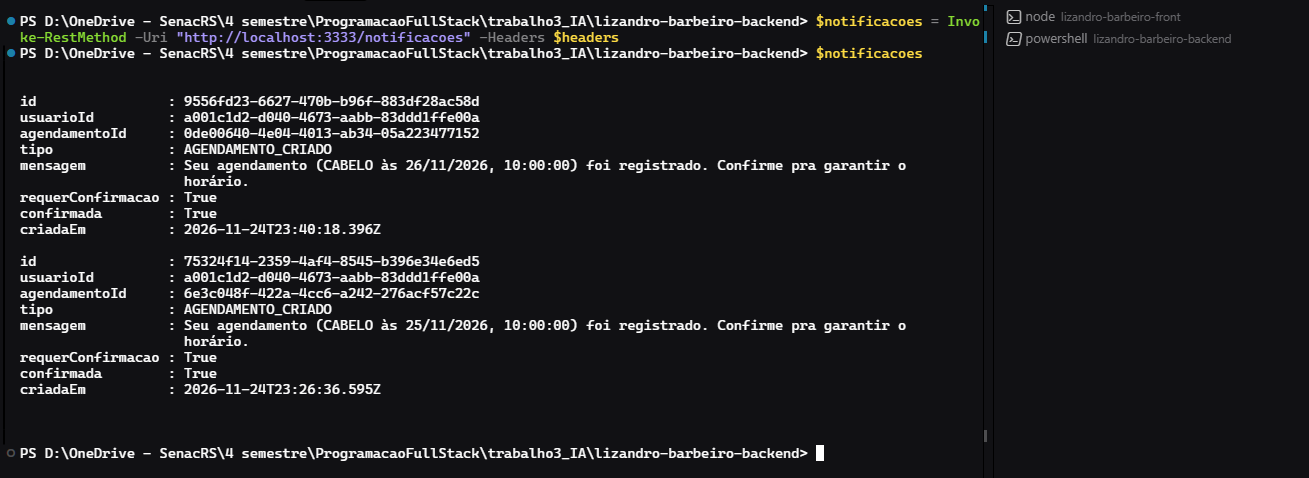 PS D:\OneDrive - SenacRS\4 semestre\ProgramacaoFullStack\trabalho3_IA\lizandro-barbeiro-backend> $notificacoes = Invo
ke-RestMethod -Uri "http://localhost:3333/notificacoes" -Headers $headers
PS D:\OneDrive - SenacRS\4 semestre\ProgramacaoFullStack\trabalho3_IA\lizandro-barbeiro-backend> $notificacoes
id                : 9556fd23-6627-470b-b96f-883df28ac58d
usuarioId         : a001c1d2-d040-4673-aabb-83ddd1ffe00a
agendamentoId     : 0de00640-4e04-4013-ab34-05a223477152
tipo              : AGENDAMENTO_CRIADO
mensagem          : Seu agendamento (CABELO às 26/11/2026, 10:00:00) foi registrado. Confirme pra garantir o
horário.
requerConfirmacao : True
confirmada        : True
criadaEm          : 2026-11-24T23:40:18.396Z
id                : 75324f14-2359-4af4-8545-b396e34e6ed5
usuarioId         : a001c1d2-d040-4673-aabb-83ddd1ffe00a
agendamentoId     : 6e3c048f-422a-4cc6-a242-276acf57c22c
tipo              : AGENDAMENTO_CRIADO
mensagem          : Seu agendamento (CABELO às 25/11/2026, 10:00:00) foi registrado. Confirme pra garantir o
horário.
requerConfirmacao : True
confirmada        : True
criadaEm          : 2026-11-24T23:26:36.595Z
PS D:\OneDrive - SenacRS\4 semestre\ProgramacaoFullStack\trabalho3_IA\lizandro-barbeiro-backend>
node lizandro-barbeiro-front
powershell lizandro-barbeiro-backend